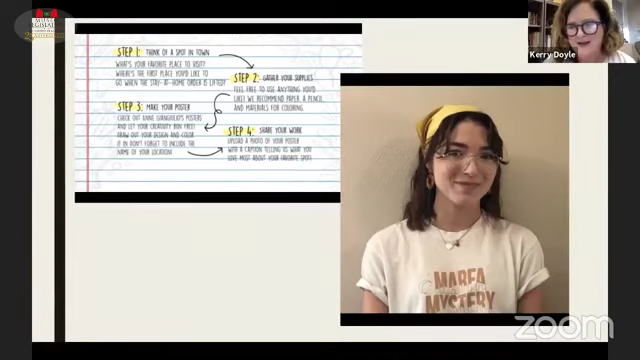 STEP 1: THINK OF A SPOT IN TOWN
WHAT'S YOUR FAVORITE PLACE TO VISIT?
WHERE'S THE FIRST PLACE YOU'D LIKE TO
GO WHEN THE STAY-AT-HOME ORDER IS LIFTED?
STEP 2: GATHER YOUR SUPPLIES
FEEL FREE TO USE ANYTHING YOU'D
LIKE! WE RECOMMEND PAPER, A PENCIL,
AND MATERIALS FOR COLORING.
STEP 3: MAKE YOUR POSTER
CHECK OUT ANNE GIANGIULIO'S POSTERS
AND LET YOUR CREATIVITY RUN FREE!
DRAW OUT YOUR DESIGN AND COLOR
IT IN. DON'T FORGET TO INCLUDE THE
NAME OF YOUR LOCATION!
STEP 4: SHARE YOUR WORK
UPLOAD A PHOTO OF YOUR POSTER
WITH A CAPTION TELLING US WHAT YOU
LOVE MOST ABOUT YOUR FAVORITE SPOT!
Kerry Doyle
MARFA
MYSTERY
zoom